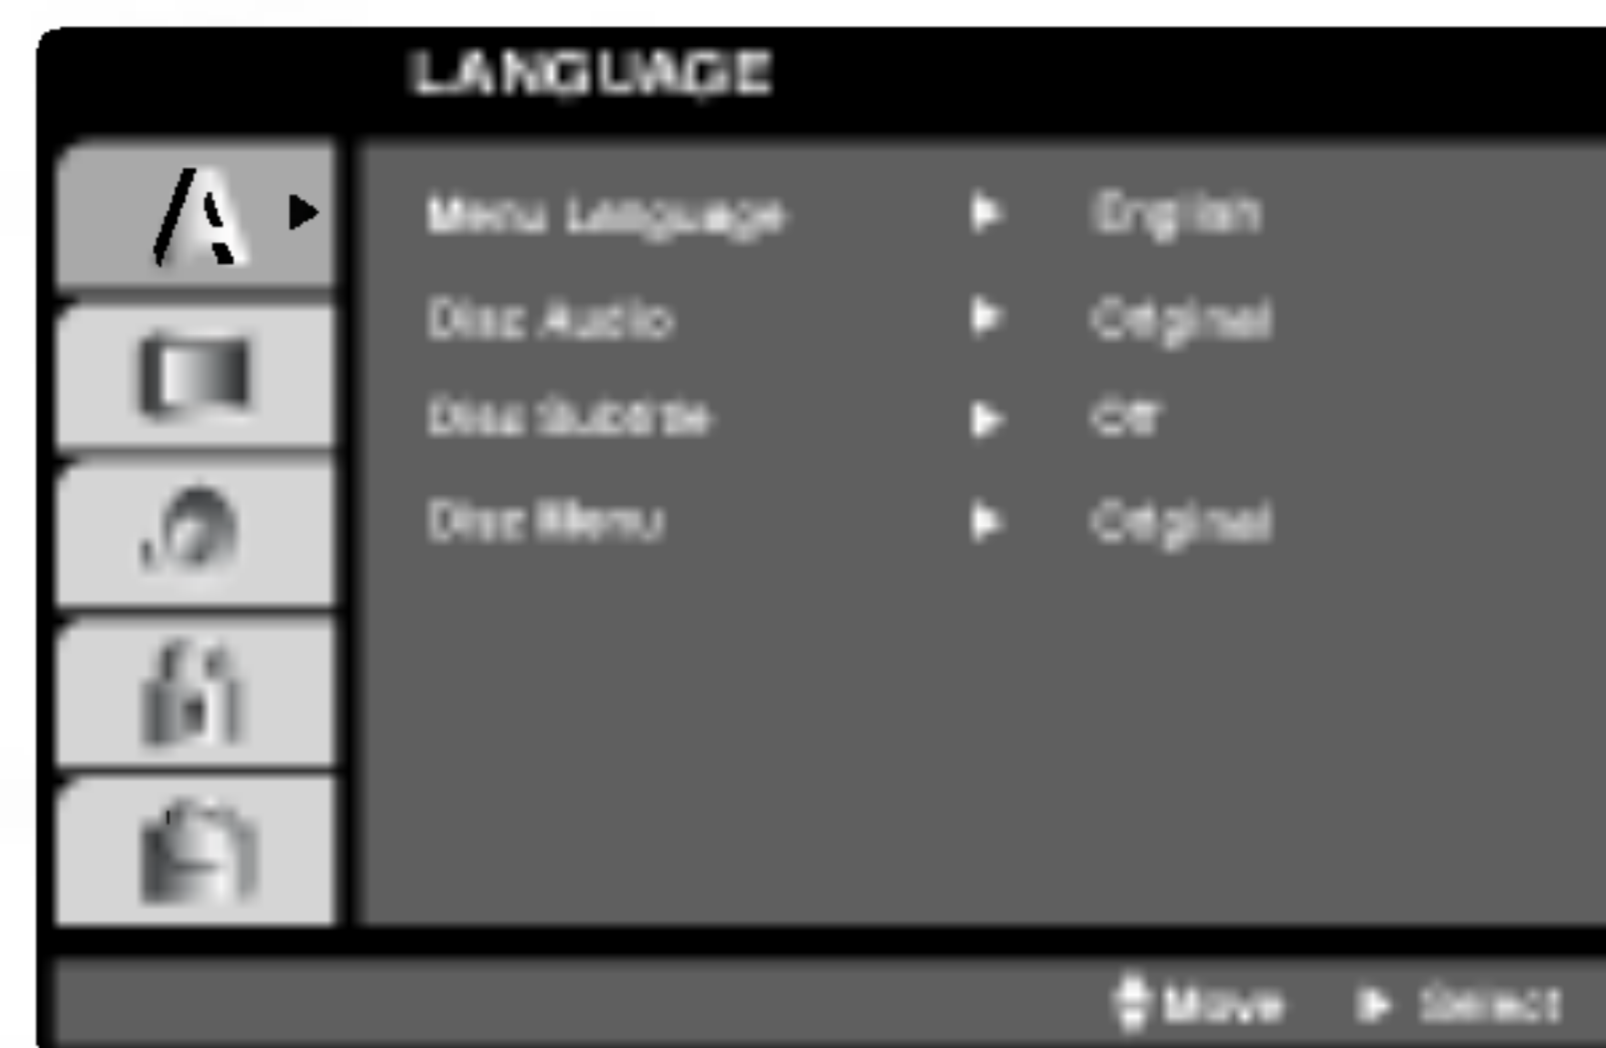 LANGUAGE
Menu Language ▶ English
Disc Audio ▶ Original
Disc Subtitle ▶ Off
Disc Menu ▶ Original
Move ▶ Select